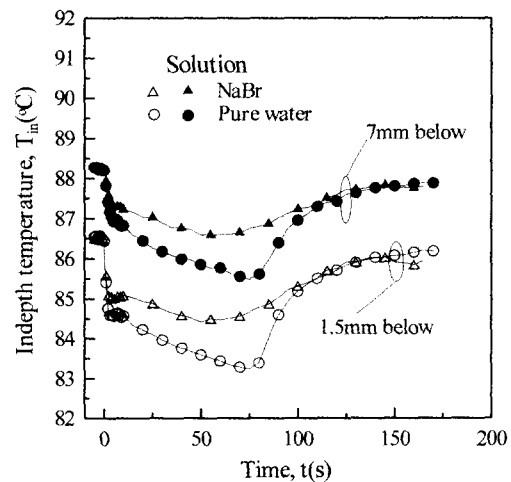 92
91
90
89
88
87
86
85
84
83
82
Indepth temperature, T_in(°C)
Solution
NaBr
Pure water
7mm below
1.5mm below
0 50 100 150 200
Time, t(s)